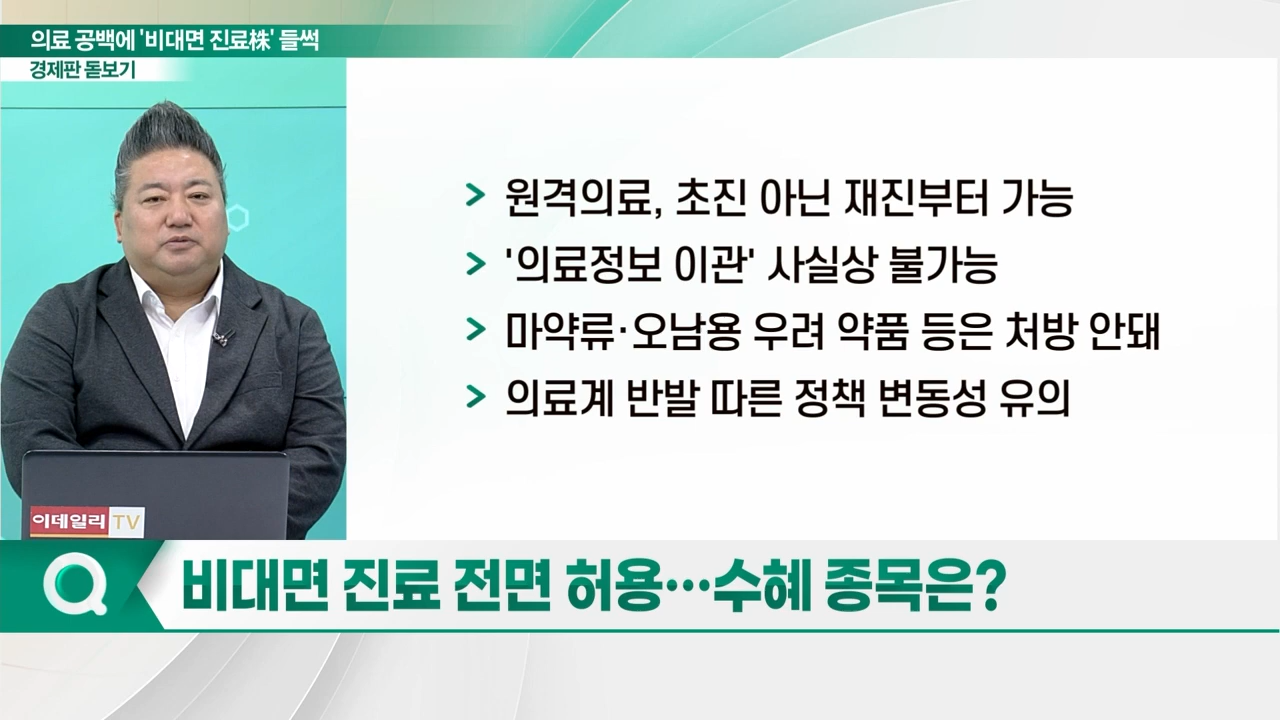 의료 공백에 '비대면 진료株' 들썩
경제판 돋보기
> 원격의료, 초진 아닌 재진부터 가능
> '의료정보 이관' 사실상 불가능
> 마약류·오남용 우려 약품 등은 처방 안돼
> 의료계 반발 따른 정책 변동성 유의
이데일리 TV
비대면 진료 전면 허용…수혜 종목은?